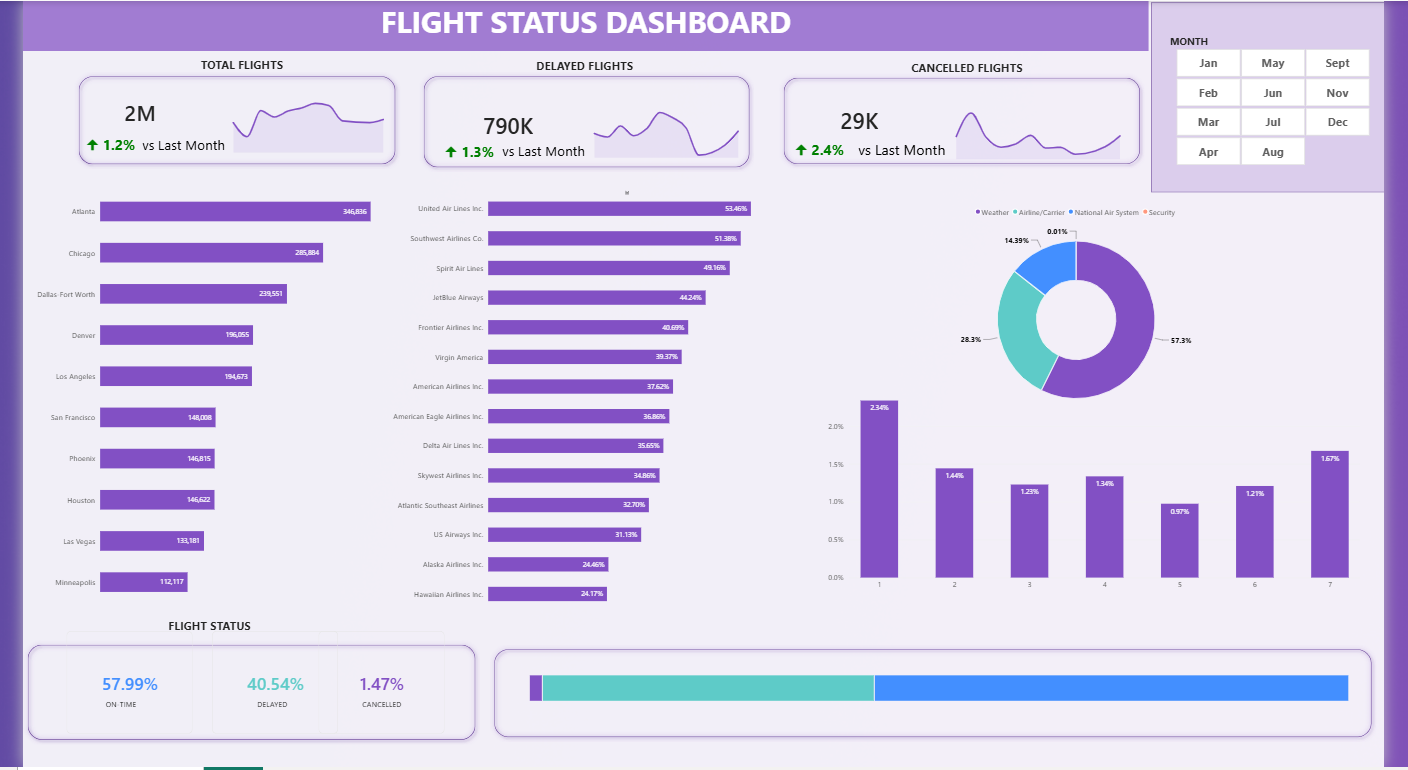 FLIGHT STATUS DASHBOARD
MONTH
Jan May Sept
Feb Jun Nov
Mar Jul Dec
Apr Aug
TOTAL FLIGHTS
2M
1.2% vs Last Month
DELAYED FLIGHTS
790K
1.3% vs Last Month
CANCELLED FLIGHTS
29K
2.4% vs Last Month
Atlanta 346,836
Chicago 285,884
Dallas-Fort Worth 239,551
Denver 196,055
Los Angeles 194,673
San Francisco 148,008
Phoenix 146,815
Houston 146,622
Las Vegas 133,181
Minneapolis 112,117
United Air Lines Inc. 53.46%
Southwest Airlines Co. 51.38%
Spirit Air Lines 49.16%
JetBlue Airways 44.24%
Frontier Airlines Inc. 40.69%
Virgin America 39.37%
American Airlines Inc. 37.62%
American Eagle Airlines Inc. 36.86%
Delta Air Lines Inc. 35.65%
Skywest Airlines Inc. 34.86%
Atlantic Southeast Airlines 32.70%
US Airways Inc. 31.13%
Alaska Airlines Inc. 24.46%
Hawaiian Airlines Inc. 24.17%
Weather Airline/Carrier National Air System Security
0.01%
14.39%
28.3%
57.3%
2.0%
1.5%
1.0%
0.5%
0.0%
2.34% 1.44% 1.23% 1.34% 0.97% 1.21% 1.67%
1 2 3 4 5 6 7
FLIGHT STATUS
57.99% 40.54% 1.47%
ON-TIME DELAYED CANCELLED